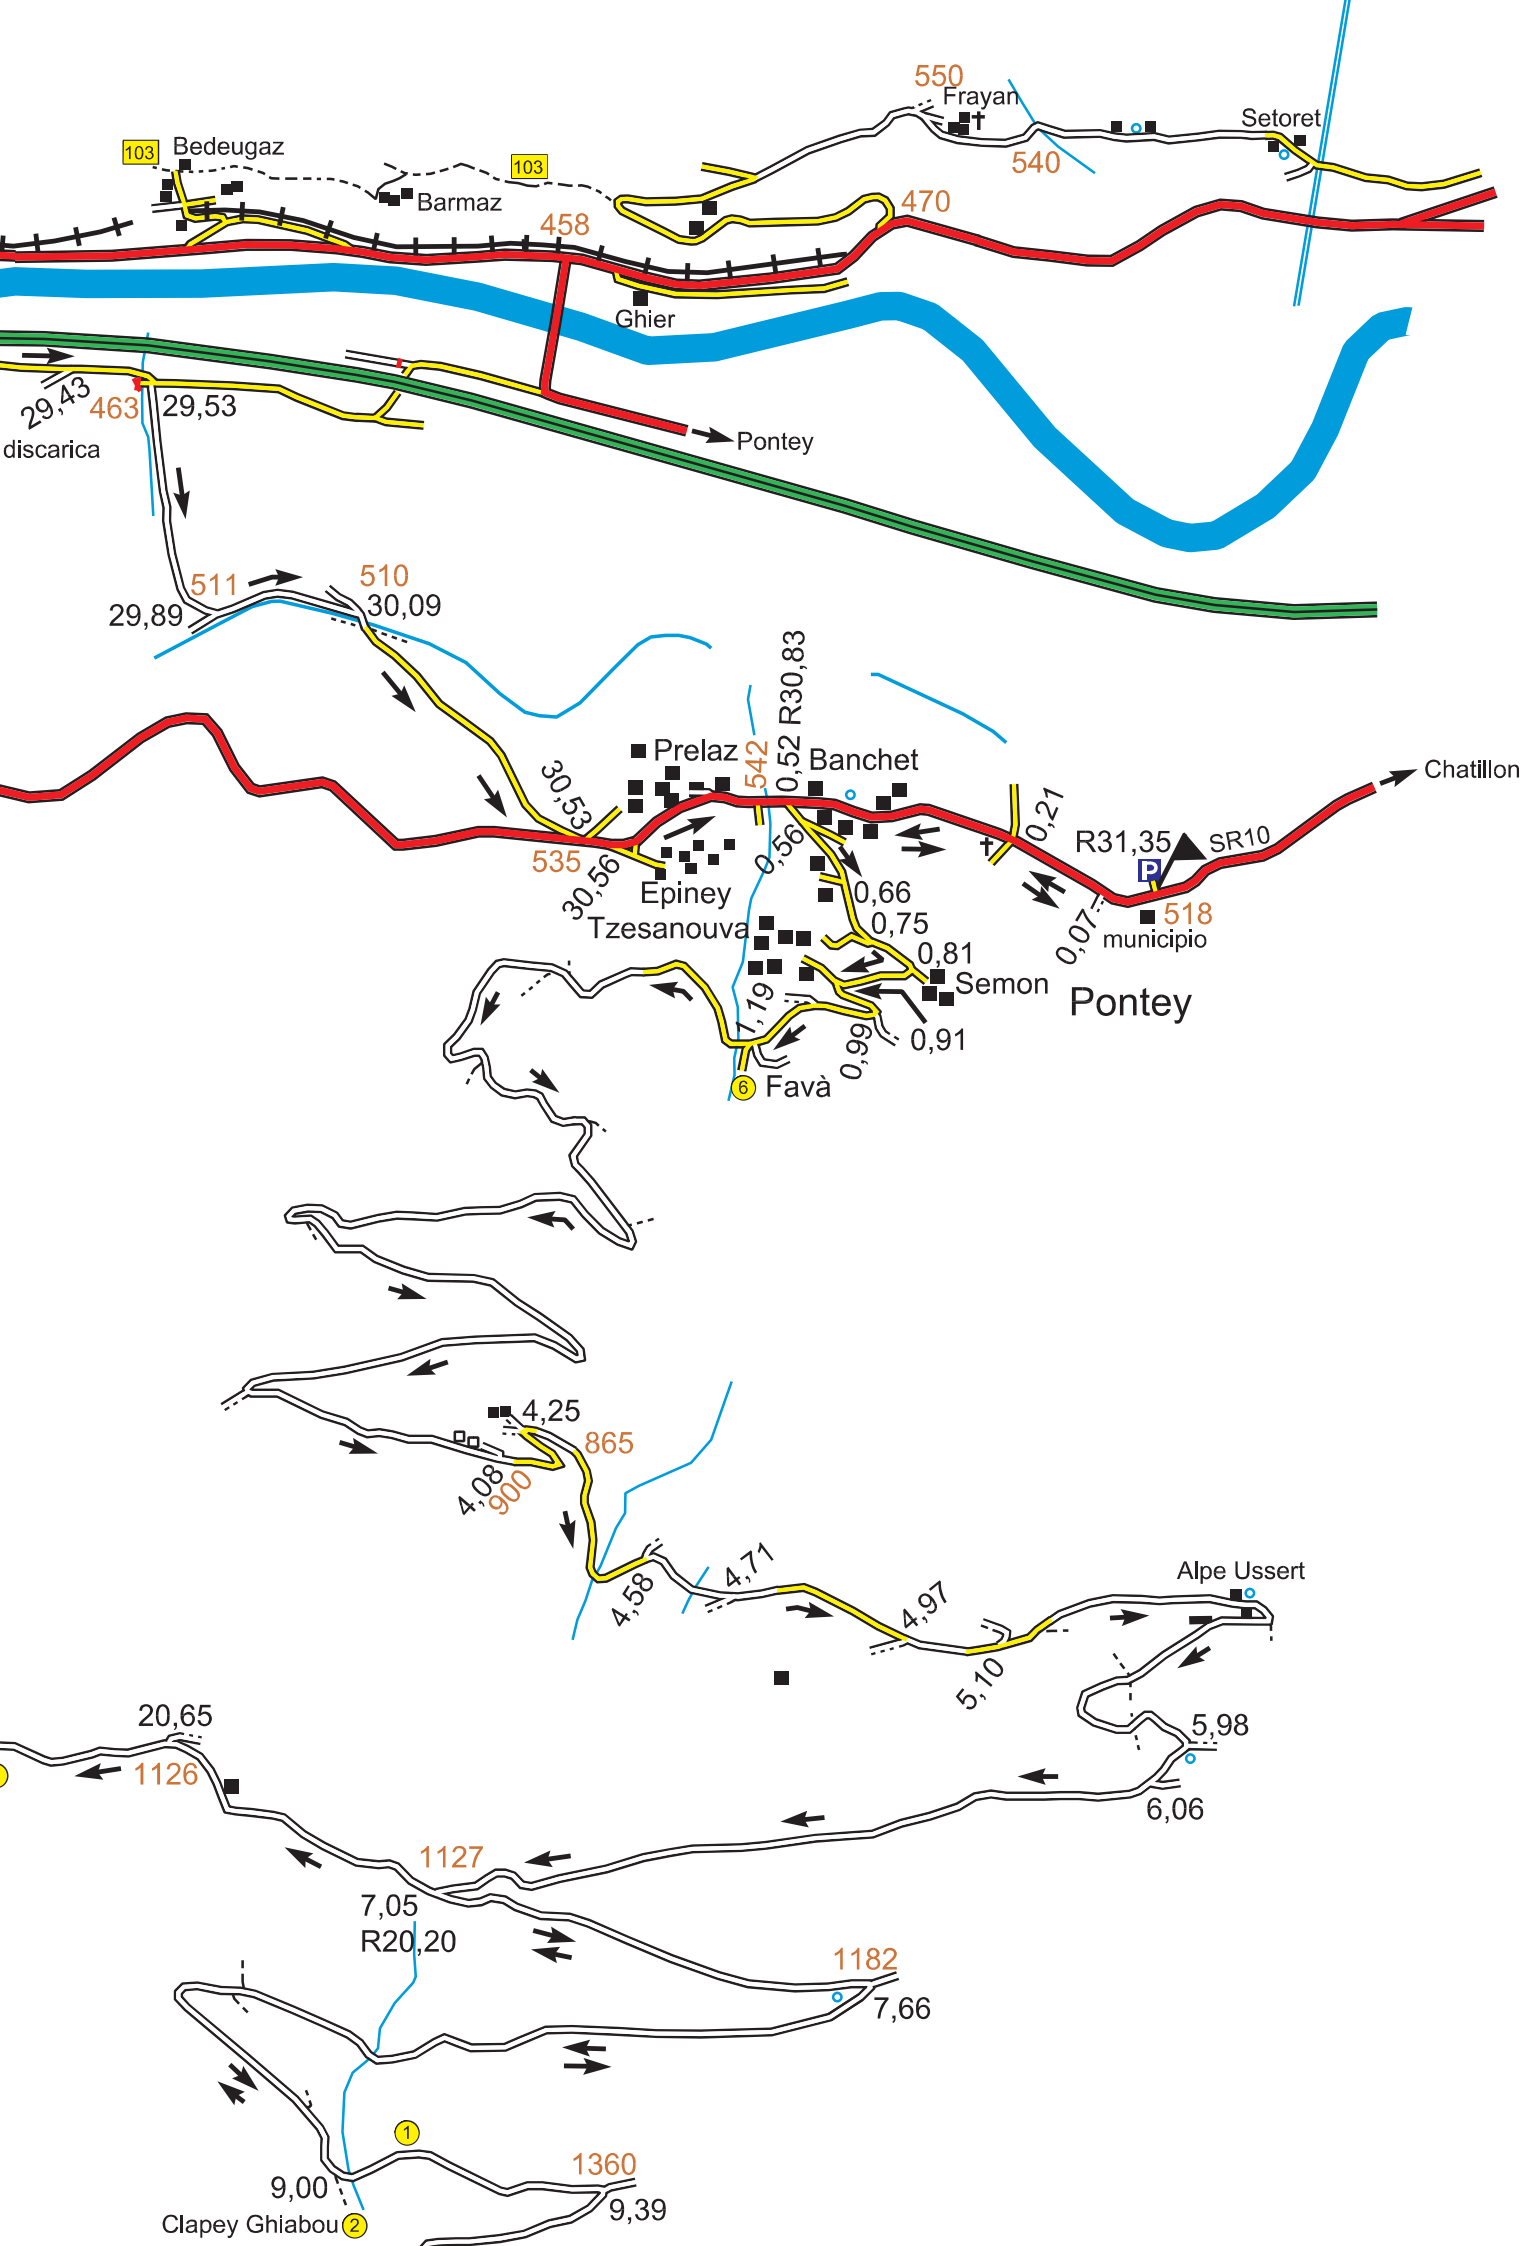 550
Frayan
Setoret
103
Bedeugaz
103
540
Barmaz
470
458
Ghier
29,43
463
29,53
discarica
Pontey
511
510
29,89
30,09
R30,83
0,52
542
Prelaz
Banchet
Chatillon
30,53
0,21
R31,35
SR10
P
535
30,56
0,56
Epiney
0,66
518
Tzesanouva
0,75
0,07
municipio
0,81
Semon
Pontey
1,19
0,99
0,91
6
Favà
4,25
865
4,08
900
4,71
4,58
Alpe Ussert
4,97
5,10
20,65
5,98
1126
6,06
1127
7,05
R20,20
1182
7,66
1
1360
9,00
9,39
Clapey Ghiabou
2